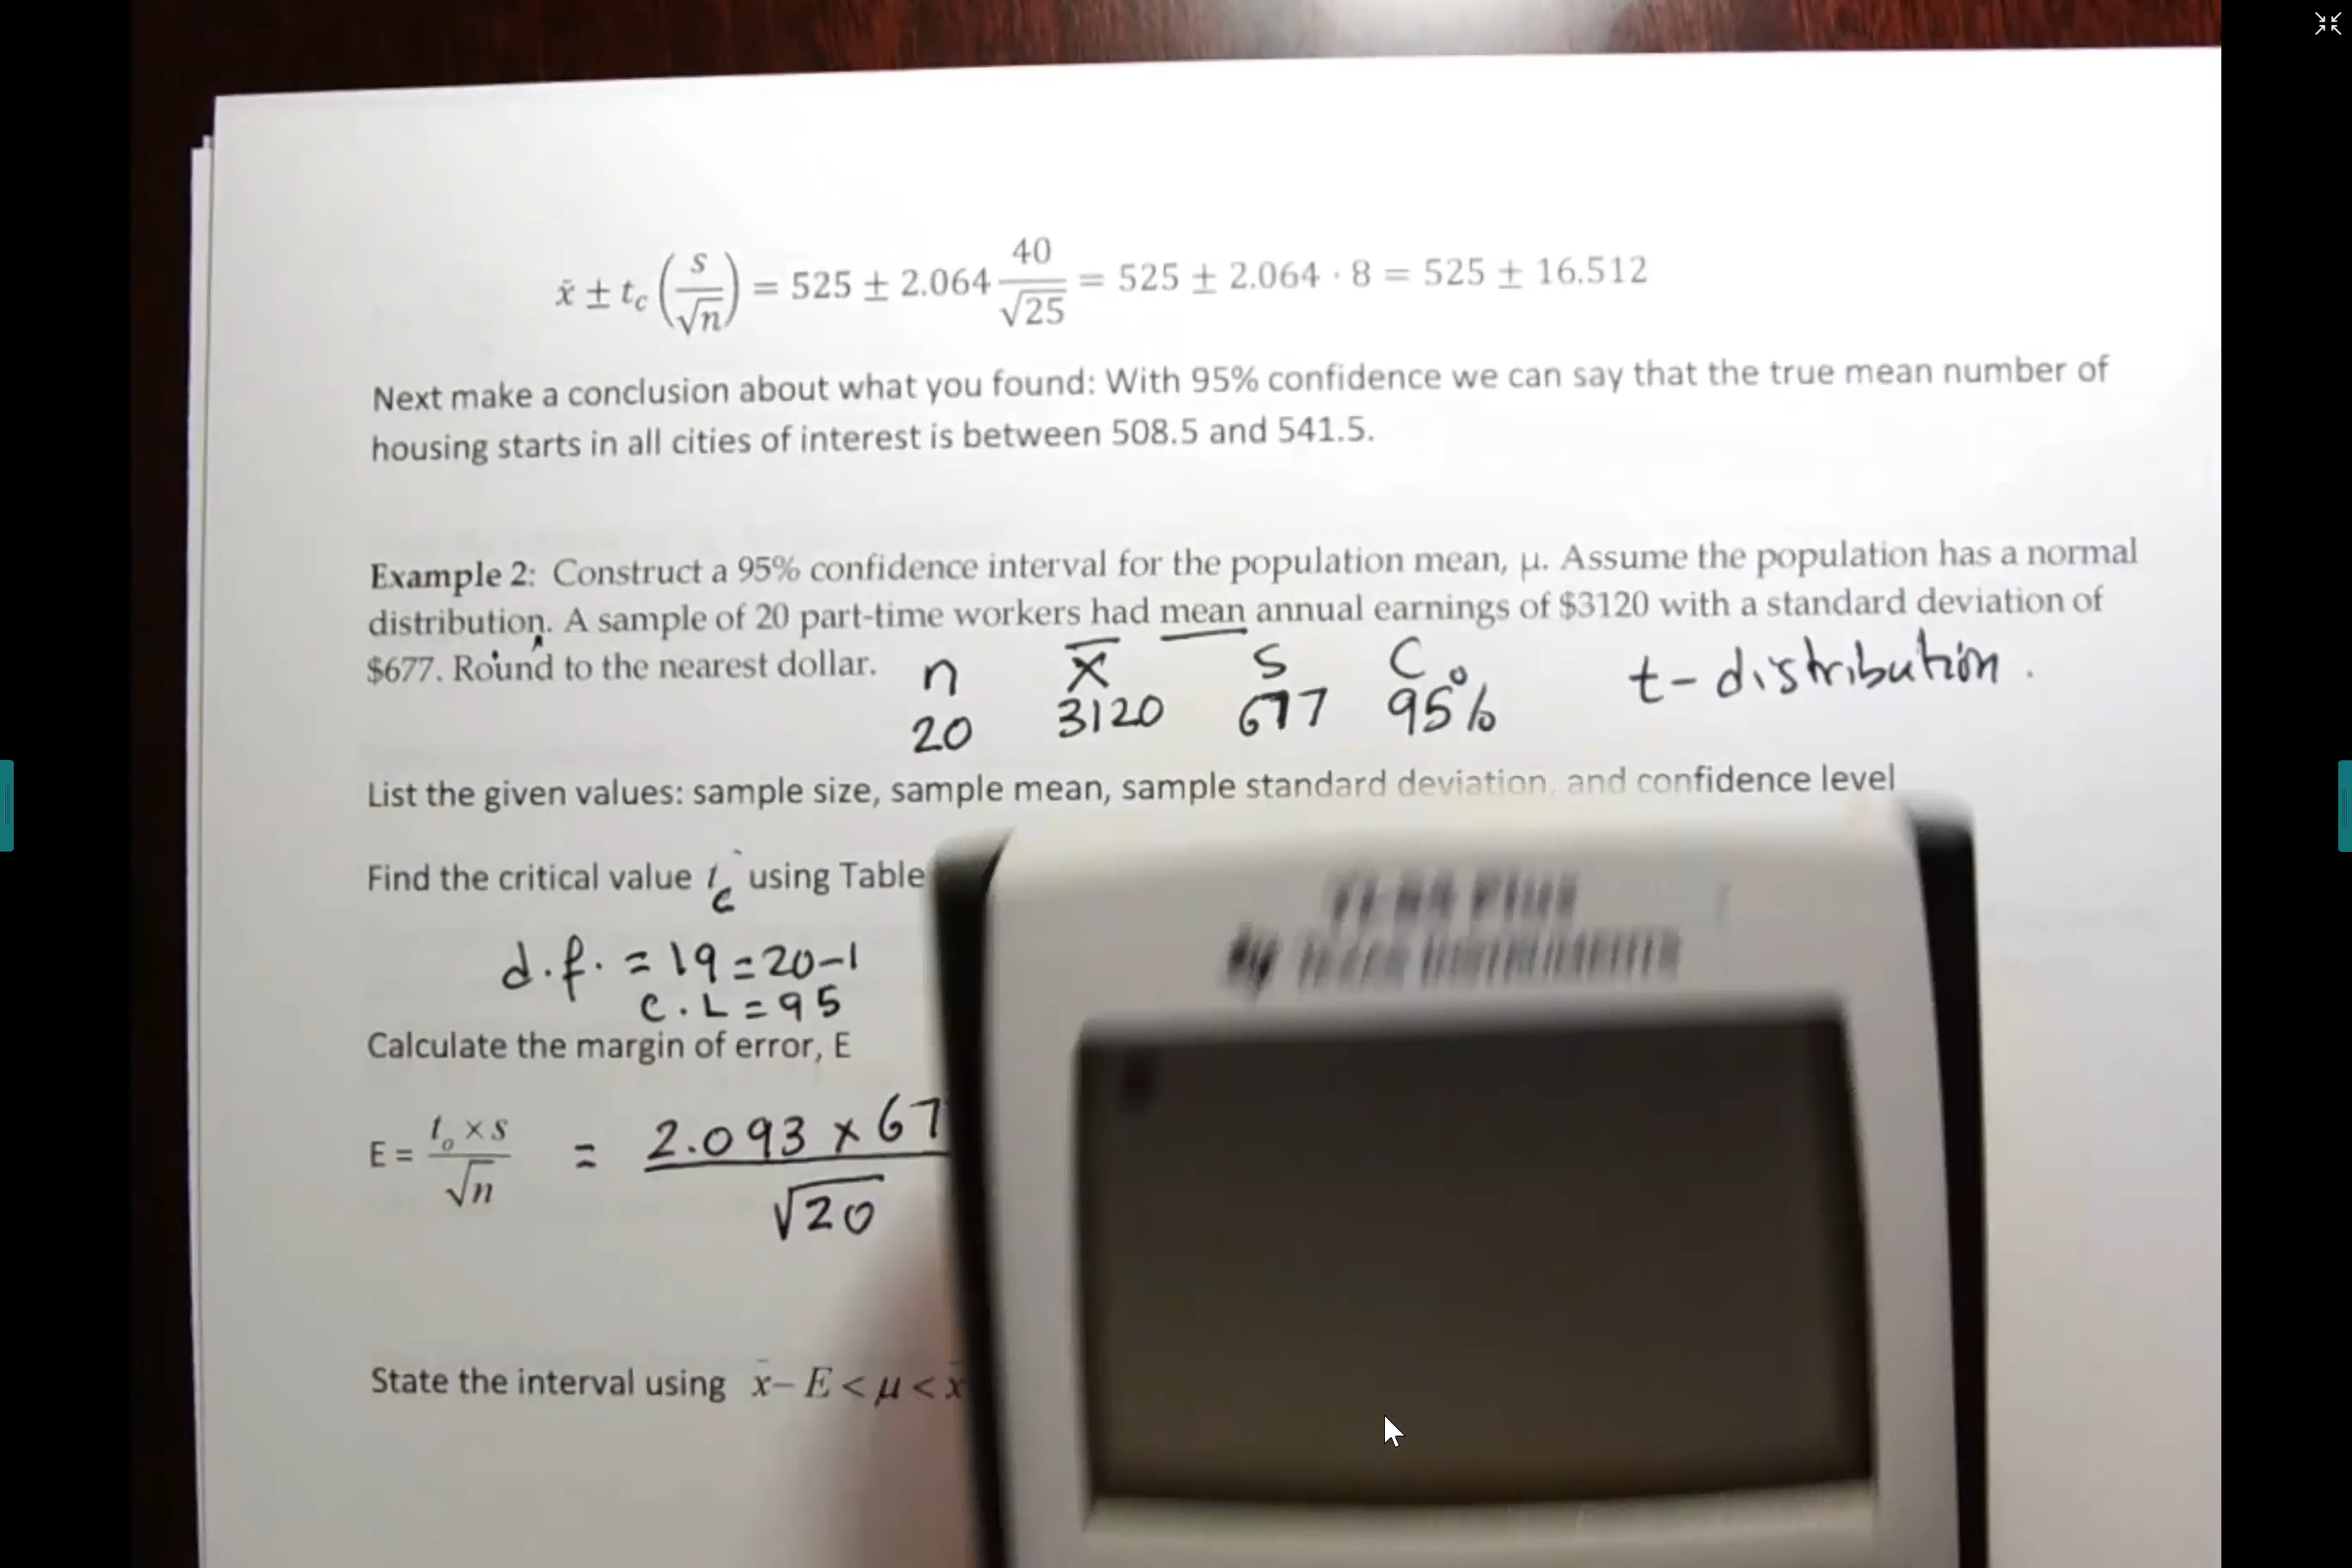 x̄ ± t_c (s/√n) = 525 ± 2.064 40/√25 = 525 ± 2.064 · 8 = 525 ± 16.512
Next make a conclusion about what you found: With 95% confidence we can say that the true mean number of
housing starts in all cities of interest is between 508.5 and 541.5.
Example 2: Construct a 95% confidence interval for the population mean, μ. Assume the population has a normal
distribution. A sample of 20 part-time workers had mean annual earnings of $3120 with a standard deviation of
$677. Round to the nearest dollar.
n x̄ s C t-distribution.
20 3120 677 95%
List the given values: sample size, sample mean, sample standard deviation, and confidence level
Find the critical value t_c using Table
d.f. = 19 = 20-1
C.L = 95
Calculate the margin of error, E
E = t_o × s/√n = 2.093 × 67/√20
State the interval using x̄ - E < μ < x̄